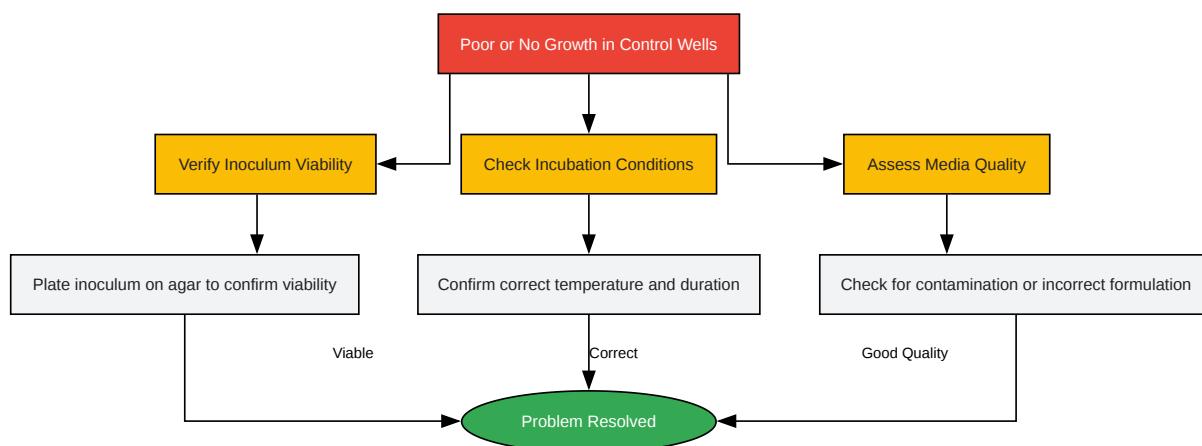 Poor or No Growth in Control Wells
Verify Inoculum Viability
Check Incubation Conditions
Assess Media Quality
Plate inoculum on agar to confirm viability
Confirm correct temperature and duration
Check for contamination or incorrect formulation
Viable
Correct
Good Quality
Problem Resolved